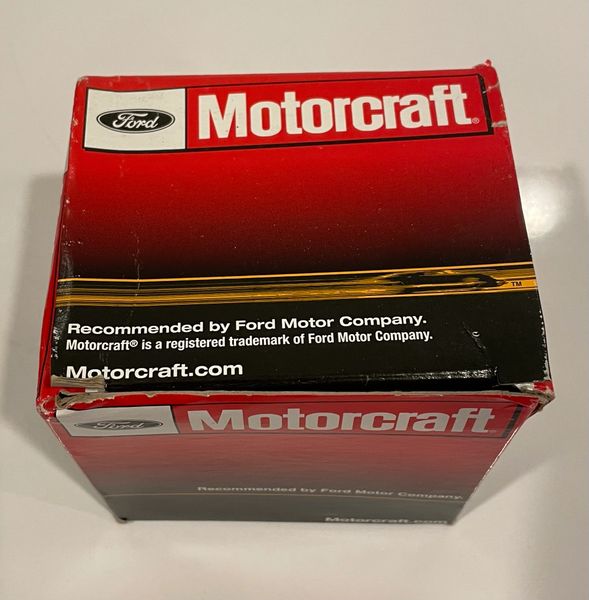 Ford Motorcraft®
TM
Recommended by Ford Motor Company.
Motorcraft® is a registered trademark of Ford Motor Company.
Motorcraft.com
Ford Motorcraft
Recommended by Ford Motor Company.
Motorcraft.com